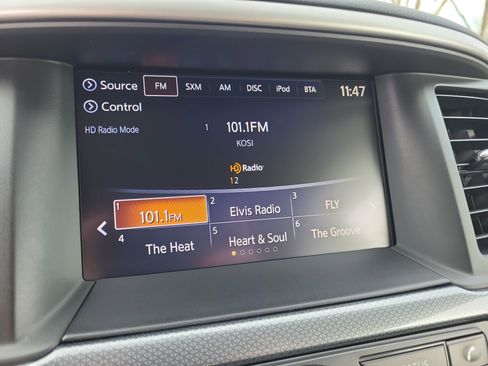 Source FM SXM AM DISC iPod BTA 11:47
Control
HD Radio Mode 1 101.1FM
KOSI
HD Radio
12
1 101.1FM 2 Elvis Radio 3 FLY
4 The Heat 5 Heart & Soul 6 The Groove